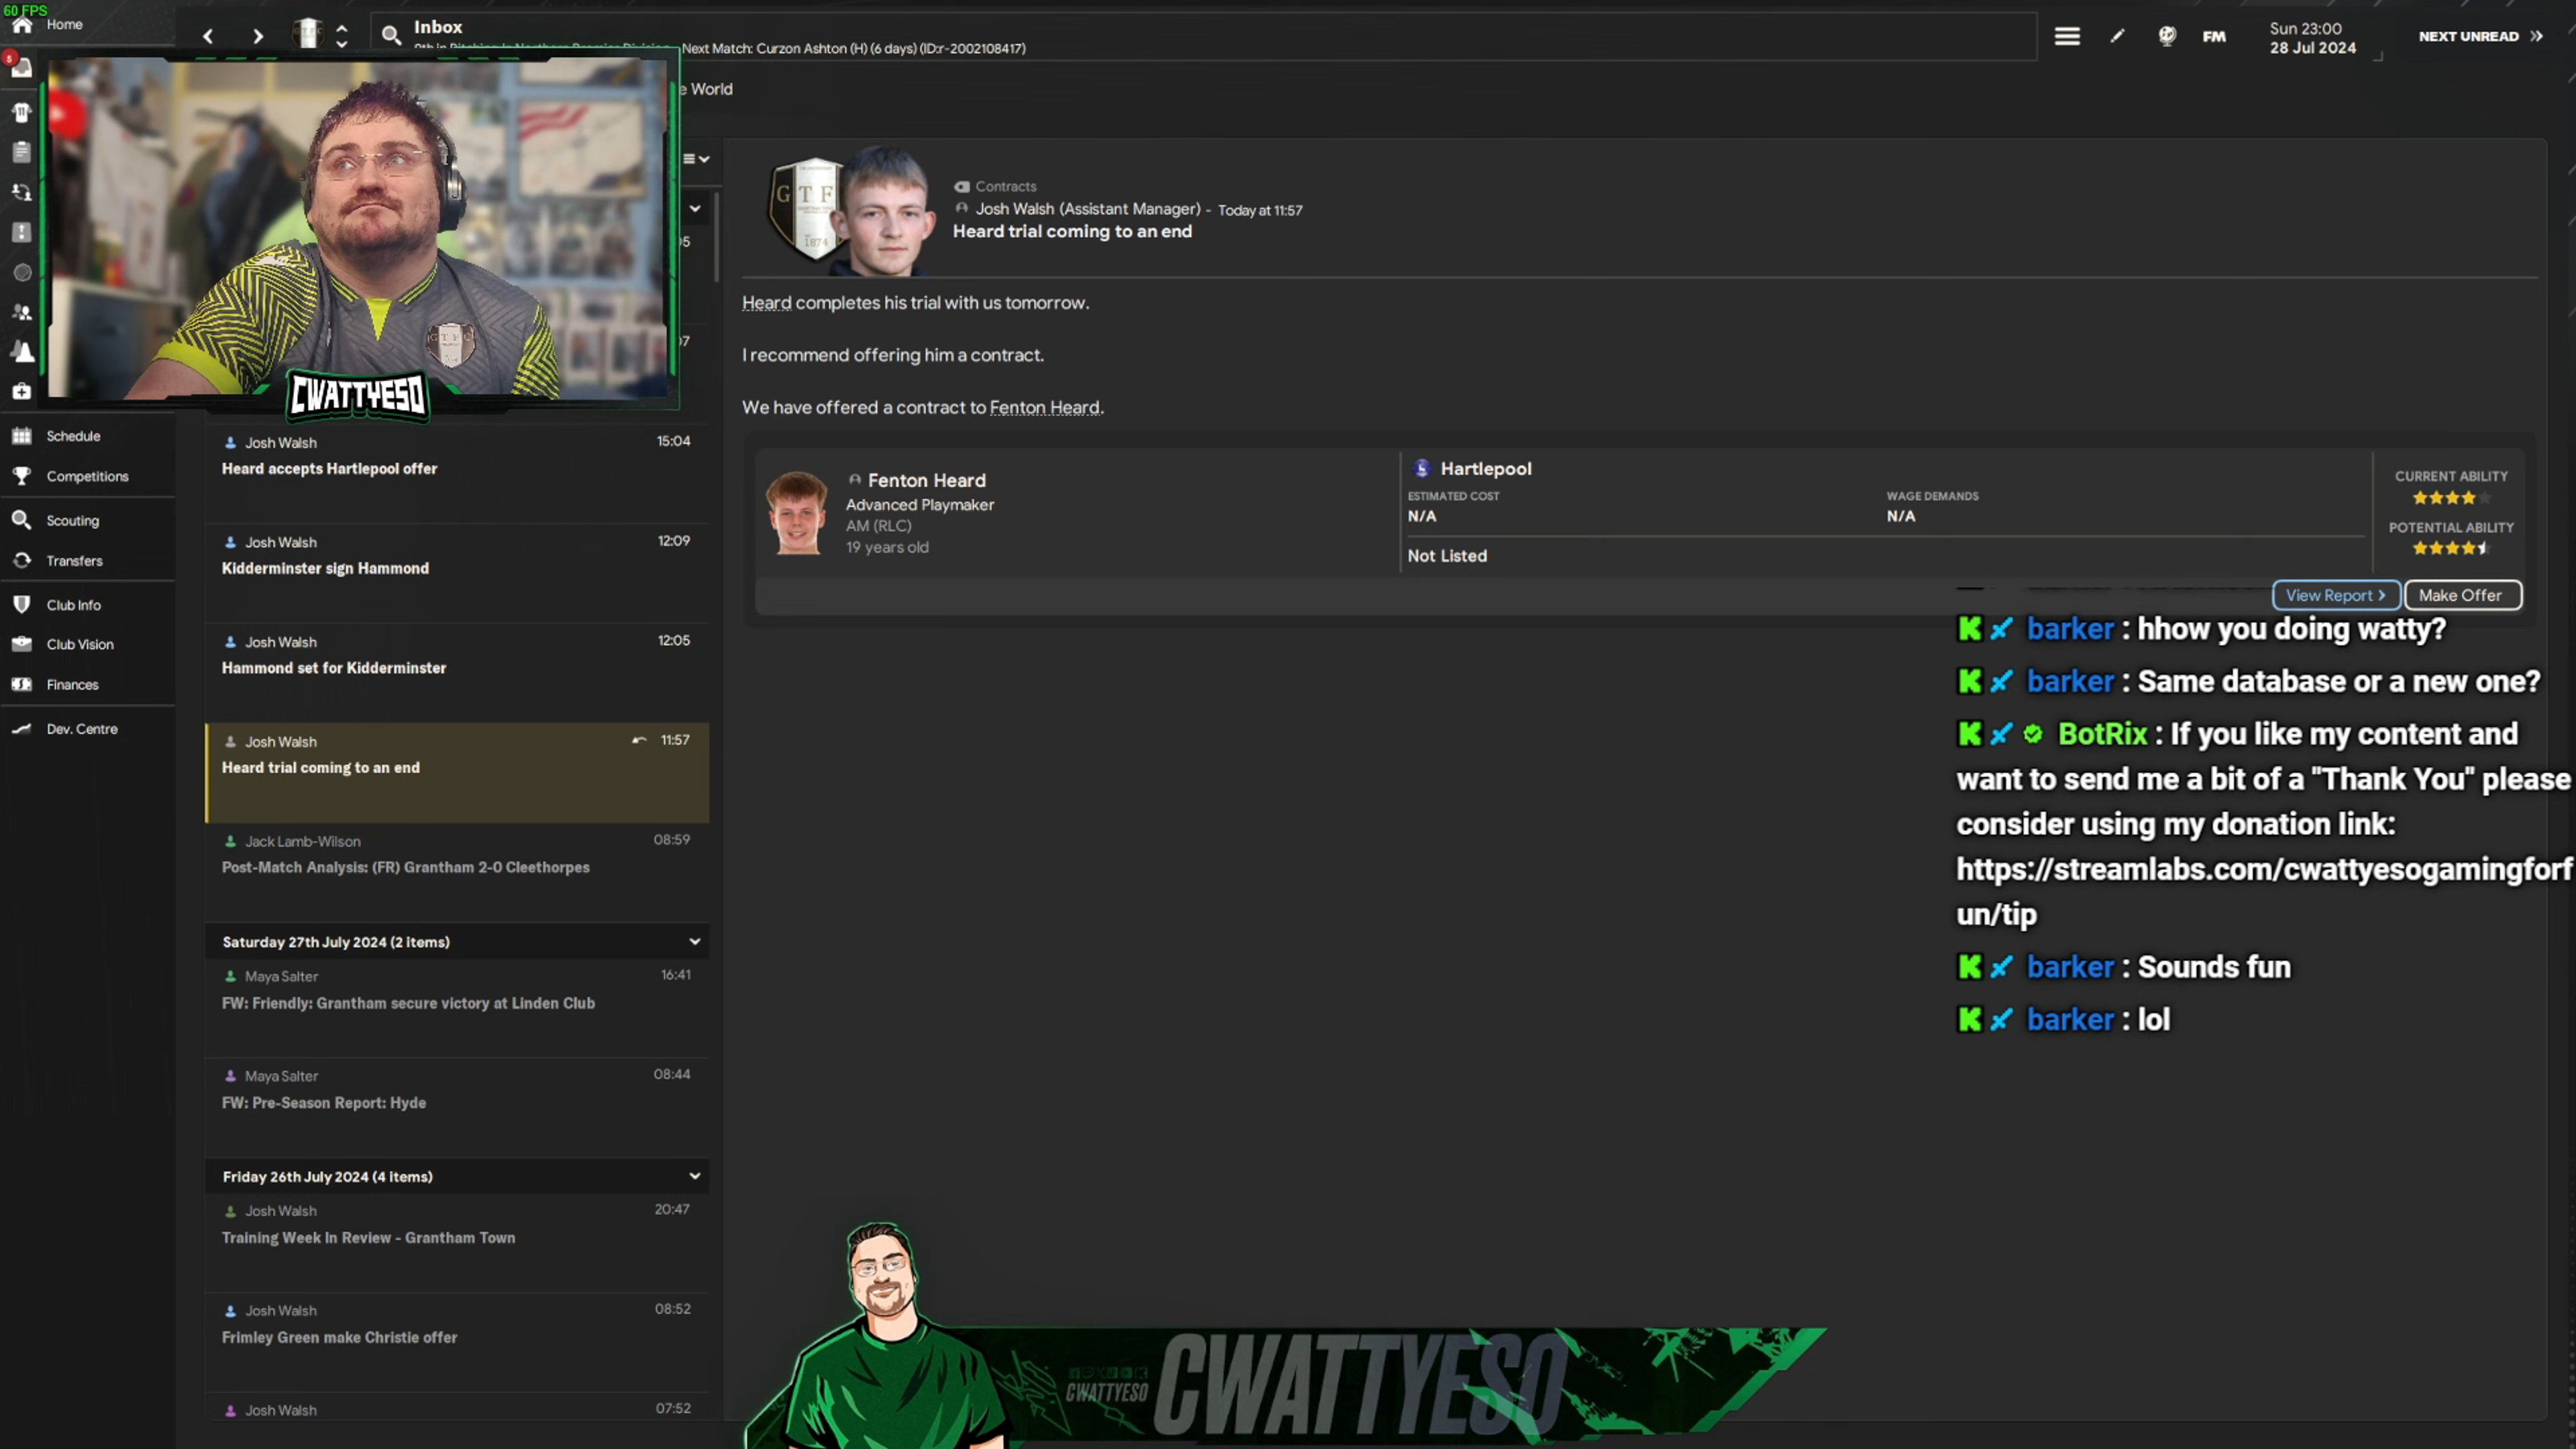 60 FPS
Home
Inbox
Next Match: Curzon Ashton (H) (6 days) (ID:r-2002108417)
FM
Sun 23:00
28 Jul 2024
NEXT UNREAD
5
e World
CWATTYESO
GTFC
G T F
1874
Contracts
Josh Walsh (Assistant Manager) - Today at 11:57
Heard trial coming to an end
Heard completes his trial with us tomorrow.
I recommend offering him a contract.
We have offered a contract to Fenton Heard.
Fenton Heard
Advanced Playmaker
AM (RLC)
19 years old
Hartlepool
ESTIMATED COST
N/A
WAGE DEMANDS
N/A
Not Listed
CURRENT ABILITY
POTENTIAL ABILITY
View Report
Make Offer
Schedule
Competitions
Scouting
Transfers
Club Info
Club Vision
Finances
Dev. Centre
Josh Walsh 15:04
Heard accepts Hartlepool offer
Josh Walsh 12:09
Kidderminster sign Hammond
Josh Walsh 12:05
Hammond set for Kidderminster
Josh Walsh 11:57
Heard trial coming to an end
Jack Lamb-Wilson 08:59
Post-Match Analysis: (FR) Grantham 2-0 Cleethorpes
Saturday 27th July 2024 (2 items)
Maya Salter 16:41
FW: Friendly: Grantham secure victory at Linden Club
Maya Salter 08:44
FW: Pre-Season Report: Hyde
Friday 26th July 2024 (4 items)
Josh Walsh 20:47
Training Week In Review - Grantham Town
Josh Walsh 08:52
Frimley Green make Christie offer
Josh Walsh 07:52
barker : hhow you doing watty?
barker : Same database or a new one?
BotRix : If you like my content and
want to send me a bit of a "Thank You" please
consider using my donation link:
https://streamlabs.com/cwattyesogamingforf
un/tip
barker : Sounds fun
barker : lol
CWATTYESO
CWATTYESO